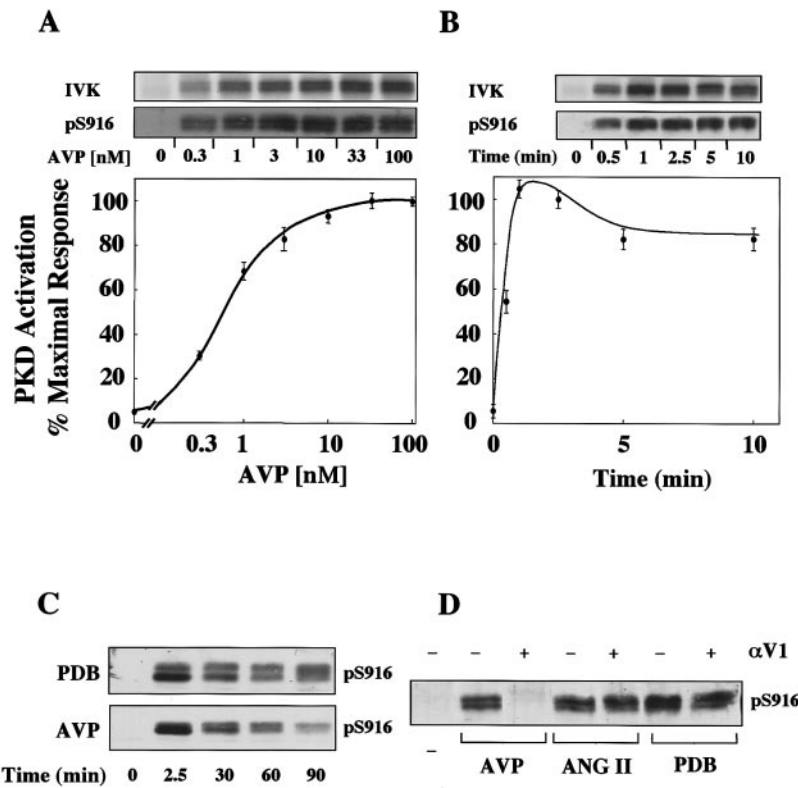 A
B
IVK
pS916
AVP [nM] 0 0.3 1 3 10 33 100
IVK
pS916
Time (min) 0 0.5 1 2.5 5 10
PKD Activation
% Maximal Response
100
80
60
40
20
0
0 0.3 1 10 100
AVP [nM]
100
80
60
40
20
0
0 5 10
Time (min)
C
PDB pS916
AVP pS916
Time (min) 0 2.5 30 60 90
D
– – + – + – + αV1
pS916
– AVP ANG II PDB